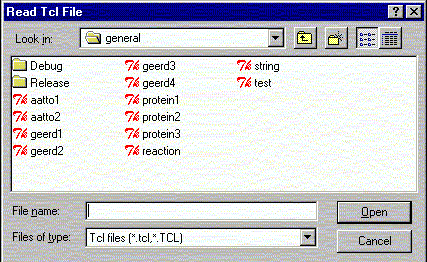 Read Tcl File
Look in: general
Debug geerd3 string
Release geerd4 test
aatto1 protein1
aatto2 protein2
geerd1 protein3
geerd2 reaction
File name: Open
Files of type: Tcl files (*.tcl,*.TCL) Cancel